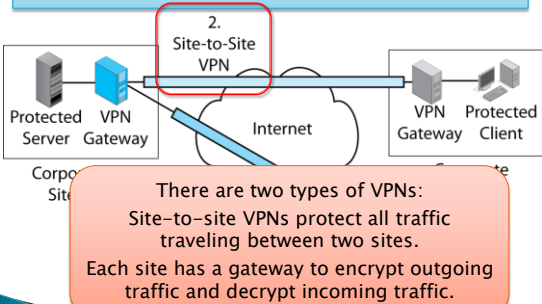 2.
Site-to-Site
VPN
Protected
Server
VPN
Gateway
Internet
VPN
Gateway
Protected
Client
There are two types of VPNs:
Site-to-site VPNs protect all traffic
traveling between two sites.
Each site has a gateway to encrypt outgoing
traffic and decrypt incoming traffic.